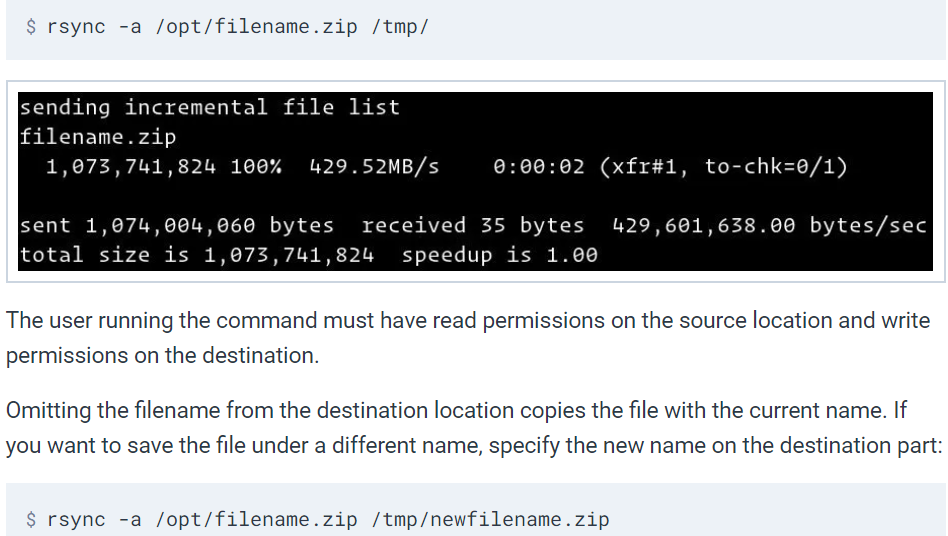 $ rsync -a /opt/filename.zip /tmp/
sending incremental file list
filename.zip
1,073,741,824 100% 429.52MB/s 0:00:02 (xfr#1, to-chk=0/1)
sent 1,074,004,060 bytes received 35 bytes 429,601,638.00 bytes/sec
total size is 1,073,741,824 speedup is 1.00
The user running the command must have read permissions on the source location and write
permissions on the destination.
Omitting the filename from the destination location copies the file with the current name. If
you want to save the file under a different name, specify the new name on the destination part:
$ rsync -a /opt/filename.zip /tmp/newfilename.zip